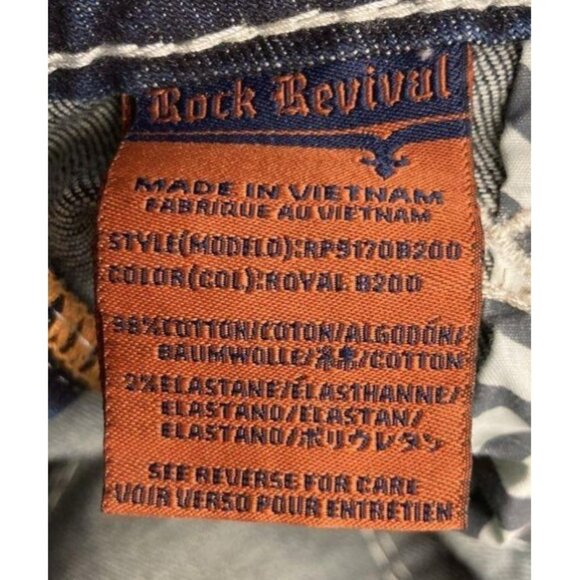 Rock Revival
MADE IN VIETNAM
FABRIQUE AU VIETNAM
STYLE(MODELO):RP9170B200
COLOR(COL):ROYAL B200
98%COTTON/COTON/ALGODÓN/
BAUMWOLLE/綿/COTTON
2%ELASTANE/ÉLASTHANNE/
ELASTANO/ELASTAN/
ELASTANO/ポリウレタン
SEE REVERSE FOR CARE
VOIR VERSO POUR ENTRETIEN